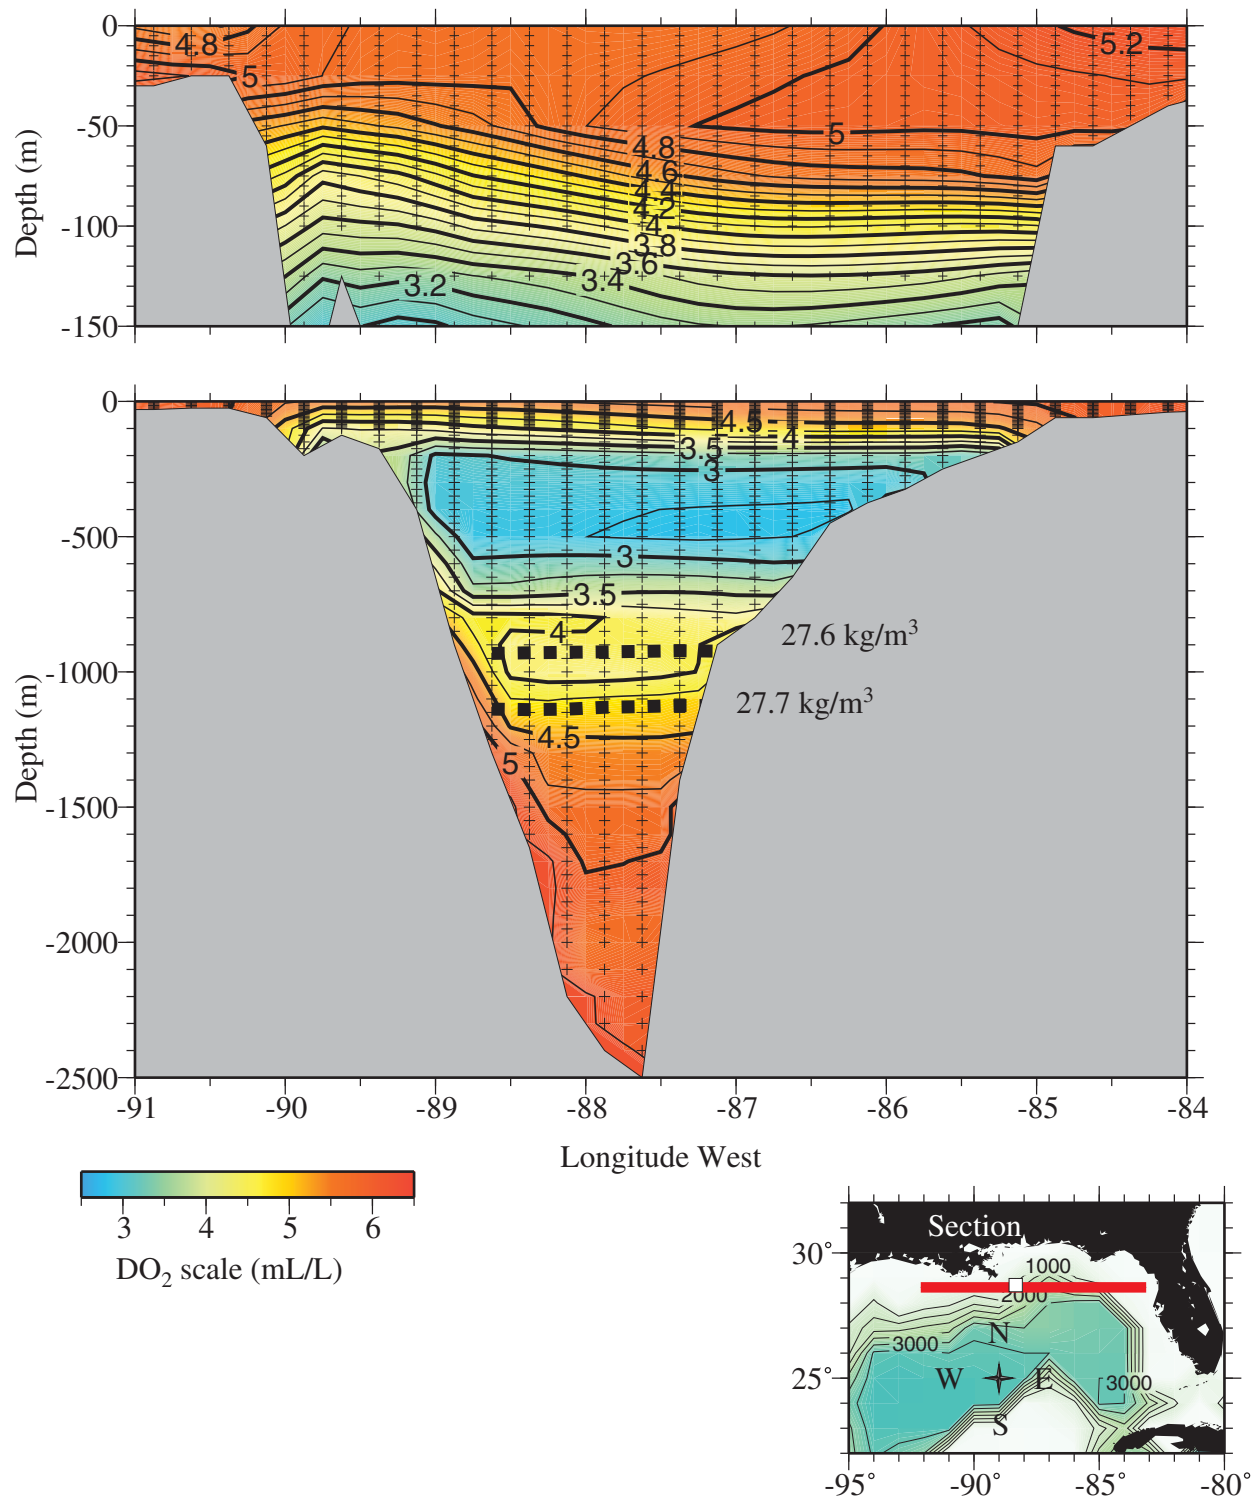 0
-50
-100
-150
Depth (m)
4.8
5
5.2
5
4.8
4.6
4.4
4.2
4
3.8
3.6
3.4
3.2
0
-500
-1000
-1500
-2000
-2500
Depth (m)
4.5
4
3.5
3
3
3.5
4
27.6 kg/m³
27.7 kg/m³
4.5
5
-91 -90 -89 -88 -87 -86 -85 -84
Longitude West
3 4 5 6
DO₂ scale (mL/L)
Section
30°
25°
1000
2000
3000
N
W E
3000
S
-95° -90° -85° -80°